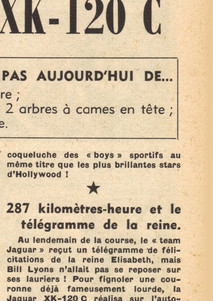 XK-120 C
PAS AUJOURD'HUI DE...
re ;
2 arbres à cames en tête ;
e.
coqueluche des « boys » sportifs au
même titre que les plus brillantes stars
d'Hollywood !
★
287 kilomètres-heure et le
télégramme de la reine.
Au lendemain de la course, le « team
Jaguar » reçut un télégramme de féli-
citations de la reine Elisabeth, mais
Bill Lyons n'allait pas se reposer sur
ses lauriers ! Pour fignoler une cou-
ronne déjà fameusement lourde, la
Jaguar XK-120 C réalisa sur l'auto-